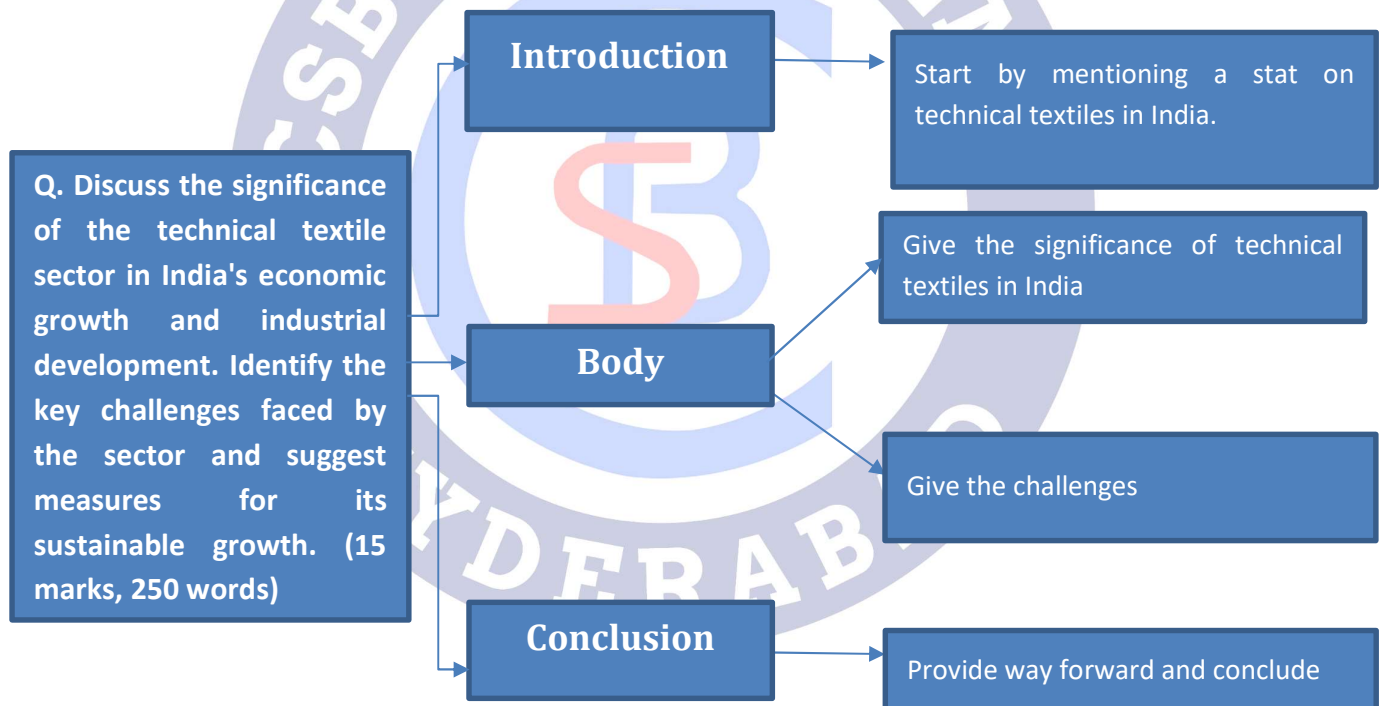 Q. Discuss the significance
of the technical textile
sector in India's economic
growth and industrial
development. Identify the
key challenges faced by
the sector and suggest
measures for its
sustainable growth. (15
marks, 250 words)
Introduction
Start by mentioning a stat on
technical textiles in India.
Body
Give the significance of technical
textiles in India
Give the challenges
Conclusion
Provide way forward and conclude
CSB